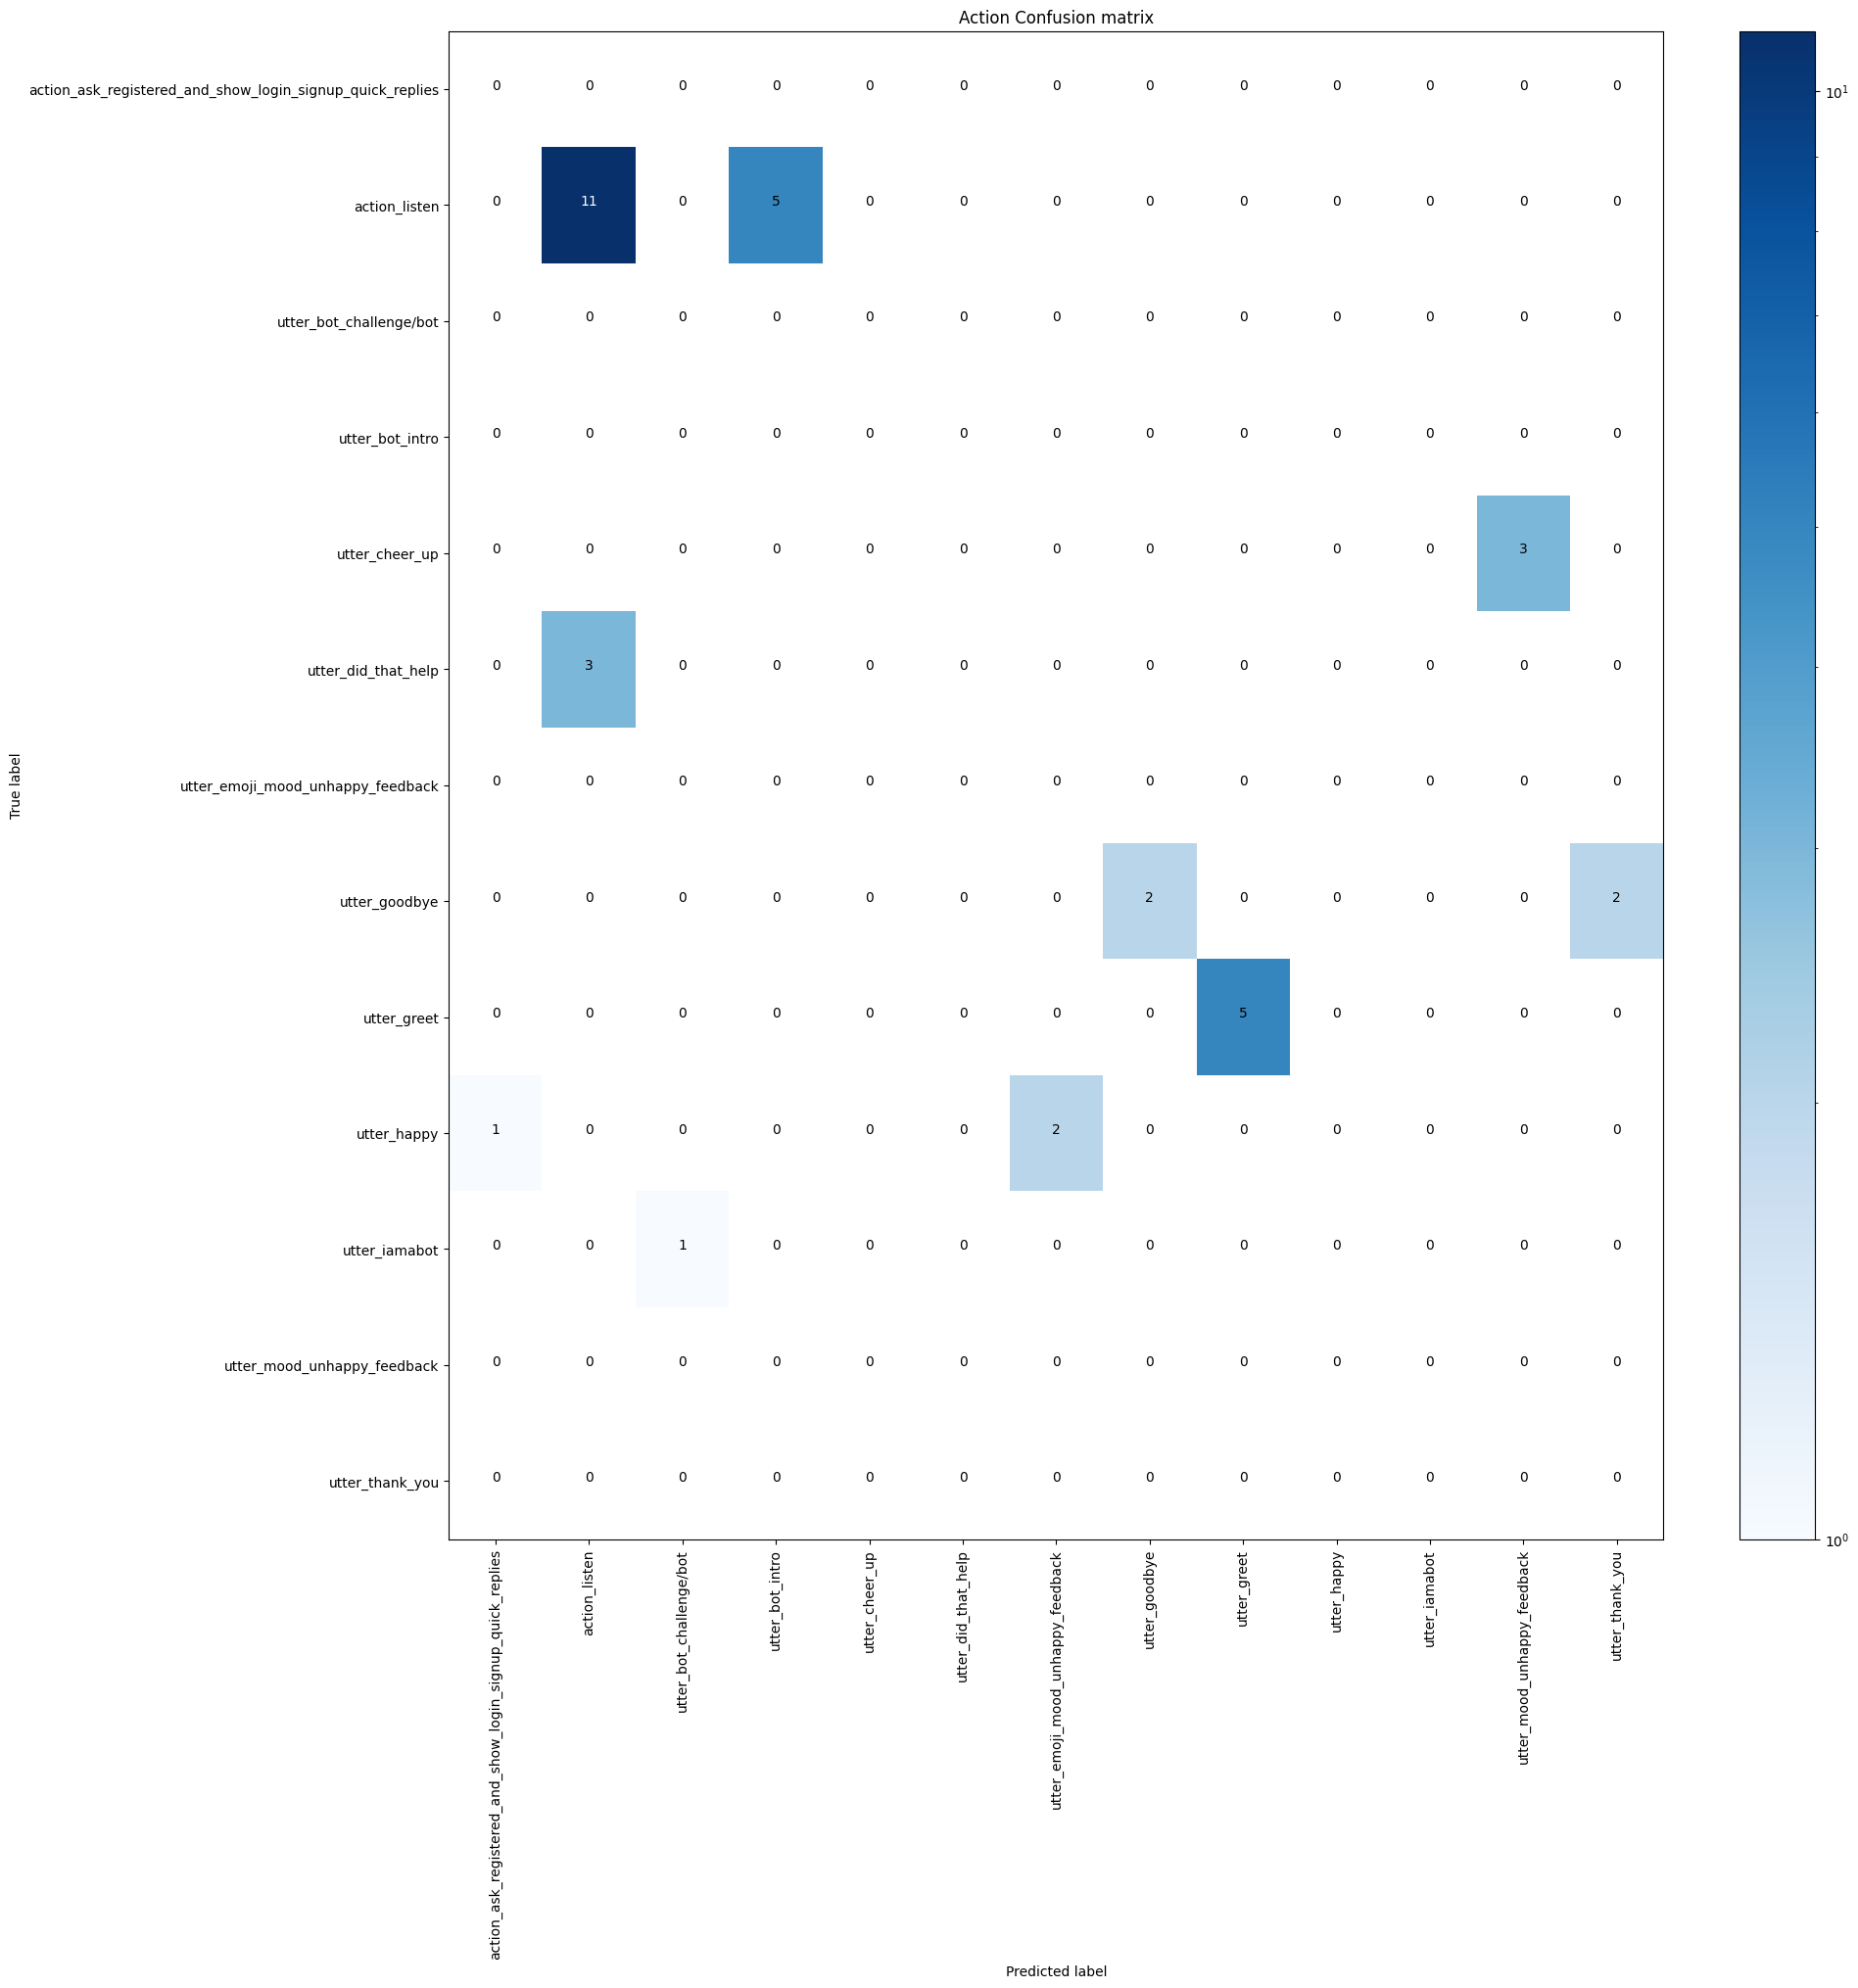 Action Confusion matrix
action_ask_registered_and_show_login_signup_quick_replies 0 0 0 0 0 0 0 0 0 0 0 0 0
action_listen 0 11 0 5 0 0 0 0 0 0 0 0 0
utter_bot_challenge/bot 0 0 0 0 0 0 0 0 0 0 0 0 0
utter_bot_intro 0 0 0 0 0 0 0 0 0 0 0 0 0
utter_cheer_up 0 0 0 0 0 0 0 0 0 0 0 3 0
utter_did_that_help 0 3 0 0 0 0 0 0 0 0 0 0 0
utter_emoji_mood_unhappy_feedback 0 0 0 0 0 0 0 0 0 0 0 0 0
utter_goodbye 0 0 0 0 0 0 0 2 0 0 0 0 2
utter_greet 0 0 0 0 0 0 0 0 5 0 0 0 0
utter_happy 1 0 0 0 0 0 2 0 0 0 0 0 0
utter_iamabot 0 0 1 0 0 0 0 0 0 0 0 0 0
utter_mood_unhappy_feedback 0 0 0 0 0 0 0 0 0 0 0 0 0
utter_thank_you 0 0 0 0 0 0 0 0 0 0 0 0 0
True label
action_ask_registered_and_show_login_signup_quick_replies
action_listen
utter_bot_challenge/bot
utter_bot_intro
utter_cheer_up
utter_did_that_help
utter_emoji_mood_unhappy_feedback
utter_goodbye
utter_greet
utter_happy
utter_iamabot
utter_mood_unhappy_feedback
utter_thank_you
Predicted label
10¹
10⁰